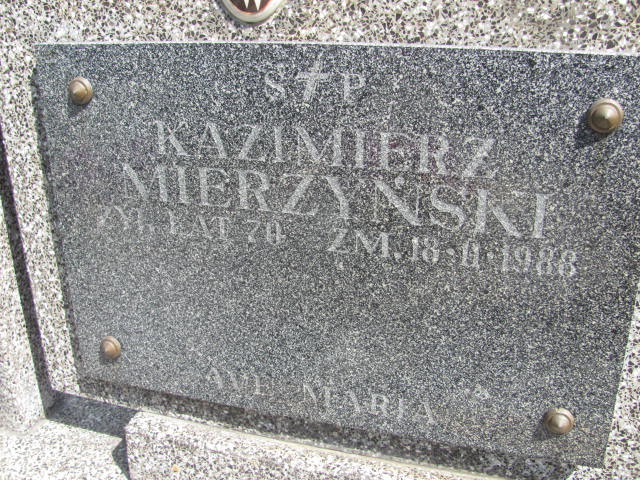 S✝P
KAZIMIERZ
MIERZYŃSKI
ŻYŁ LAT 70 ZM. 18·II·1988
AVE MARIA